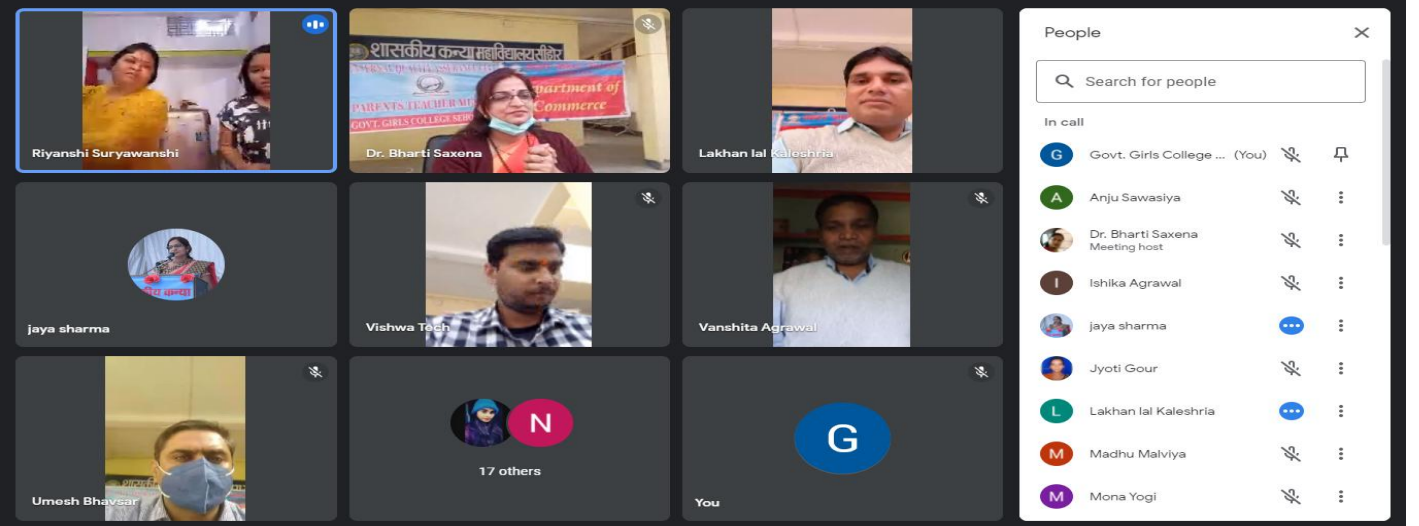 Riyanshi Suryawanshi
शासकीय कन्या महाविद्यालय सीहोर
PARENTS TEACHER
GOVT. GIRLS COLLEGE
Department of
Commerce
Dr. Bharti Saxena
Lakhan lal Kaleshria
jaya sharma
Vishwa Tech
Vanshita Agrawal
Umesh Bhavsar
N
17 others
G
You
People
Search for people
In call
G Govt. Girls College ... (You)
A Anju Sawasiya
Dr. Bharti Saxena
Meeting host
I Ishika Agrawal
jaya sharma
Jyoti Gour
L Lakhan lal Kaleshria
M Madhu Malviya
M Mona Yogi